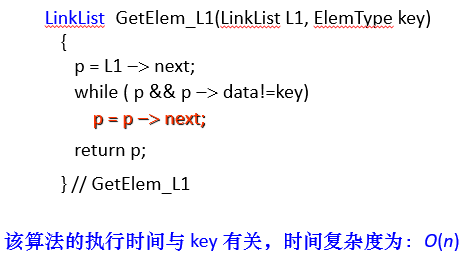 LinkList GetElem_L1(LinkList L1, ElemType key)
{
p = L1 –> next;
while ( p && p –> data!=key)
p = p –> next;
return p;
} // GetElem_L1
该算法的执行时间与 key 有关，时间复杂度为：O(n)